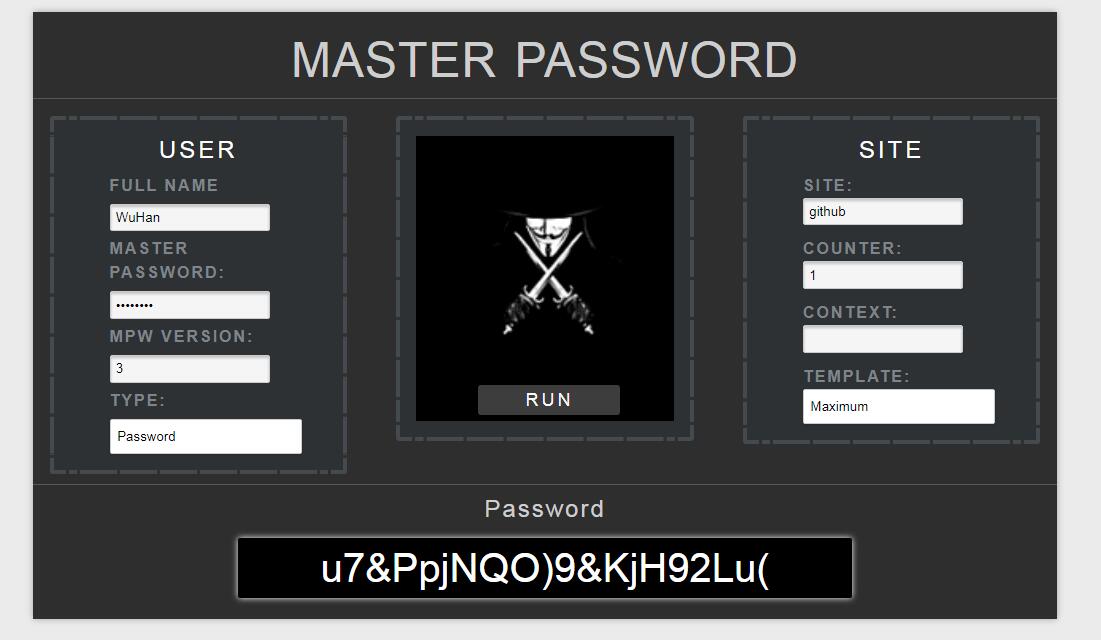 MASTER PASSWORD
USER
FULL NAME
WuHan
MASTER
PASSWORD:
••••••••
MPW VERSION:
3
TYPE:
Password
RUN
SITE
SITE:
github
COUNTER:
1
CONTEXT:
TEMPLATE:
Maximum
Password
u7&PpjNQO)9&KjH92Lu(